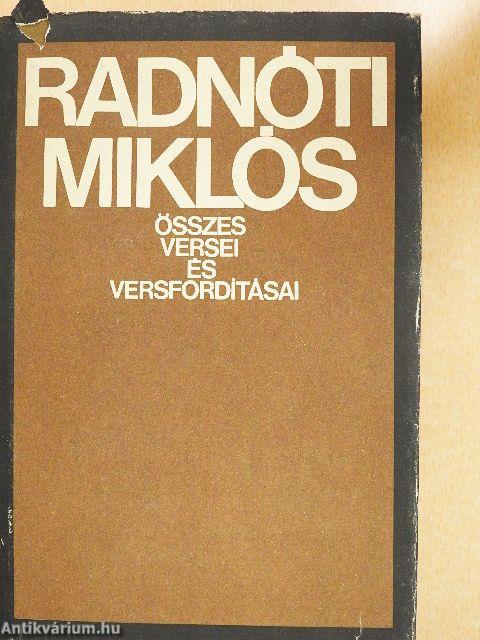 RADNÓTI
MIKLÓS
ÖSSZES
VERSEI
ÉS
VERSFORDÍTÁSAI
Antikvárium.hu